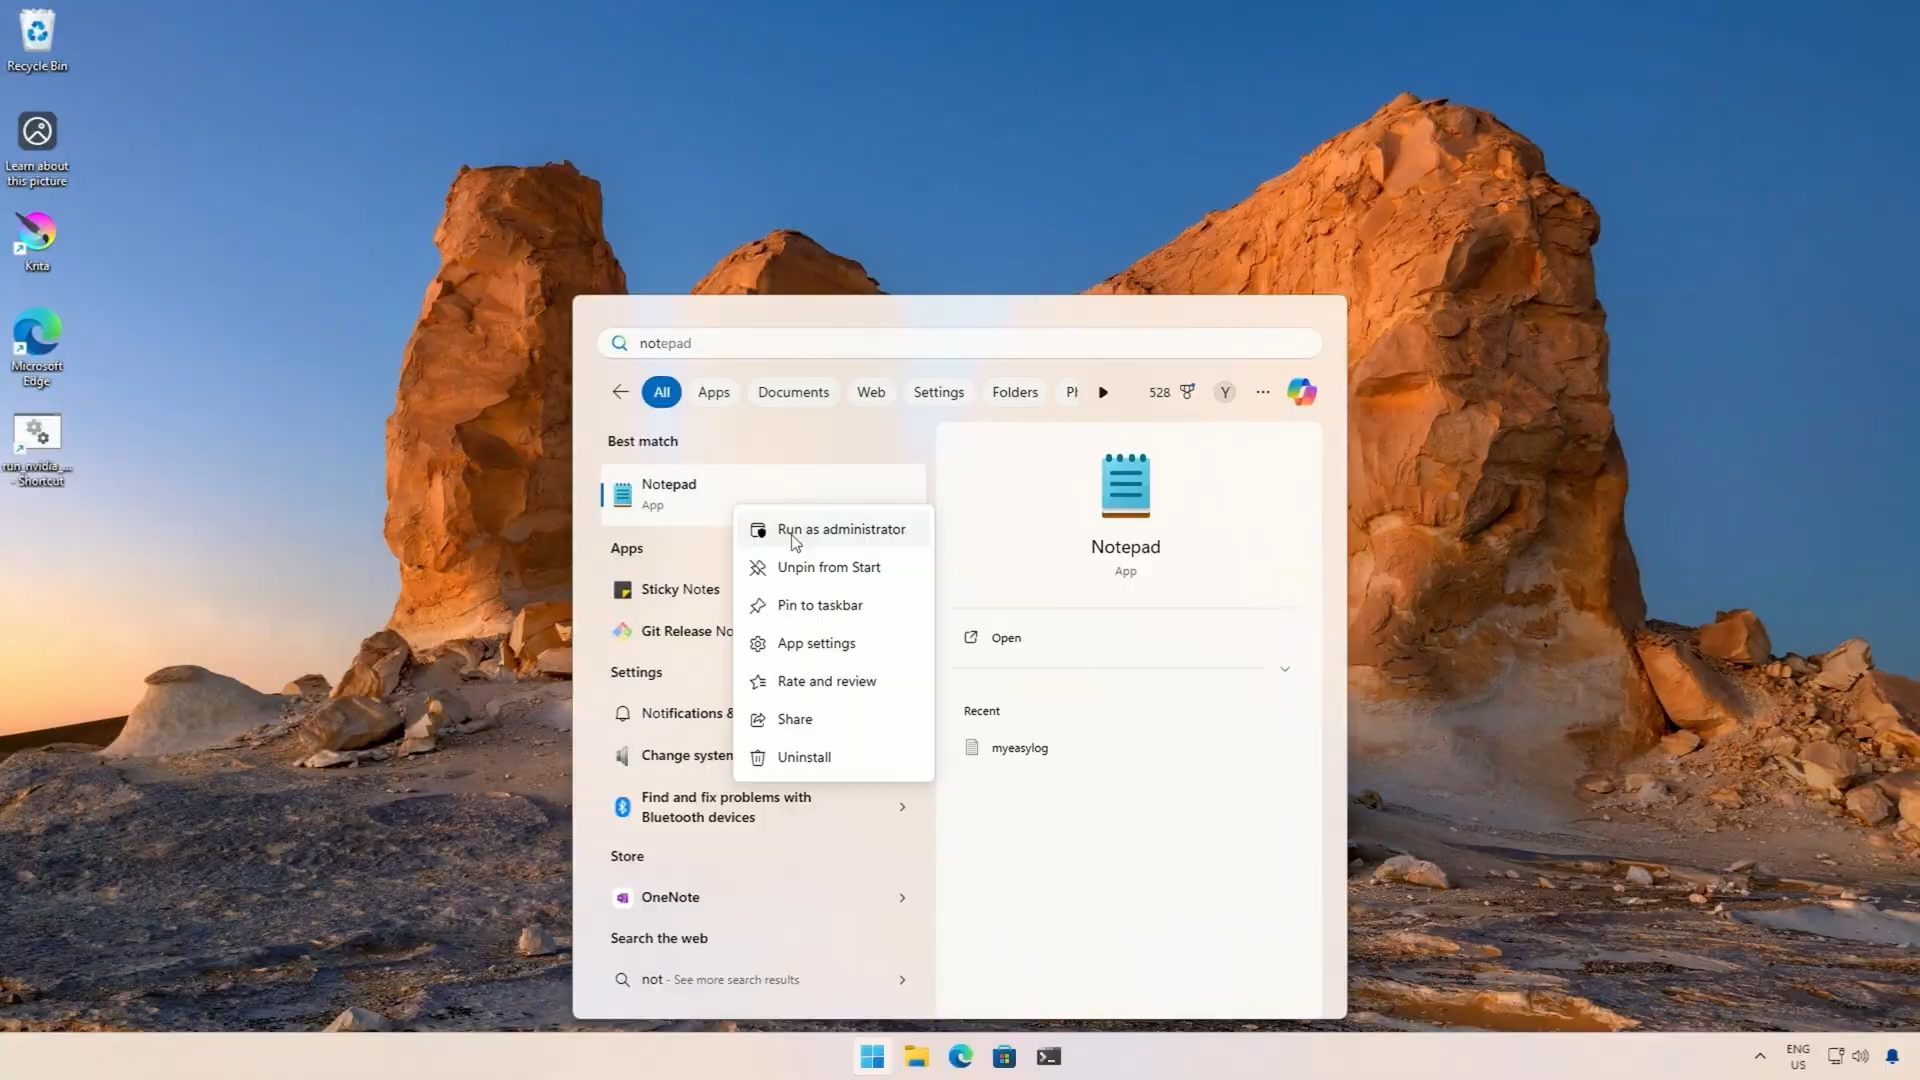 Recycle Bin
Learn about
this picture
Krita
Microsoft
Edge
run_nvidia_...
- Shortcut
notepad
All
Apps
Documents
Web
Settings
Folders
Ph
528
Y
Best match
Notepad
App
Apps
Sticky Notes
Git Release No
Settings
Notifications &
Change system
Find and fix problems with
Bluetooth devices
Store
OneNote
Search the web
not - See more search results
Run as administrator
Unpin from Start
Pin to taskbar
App settings
Rate and review
Share
Uninstall
Notepad
App
Open
Recent
myeasylog
ENG
US